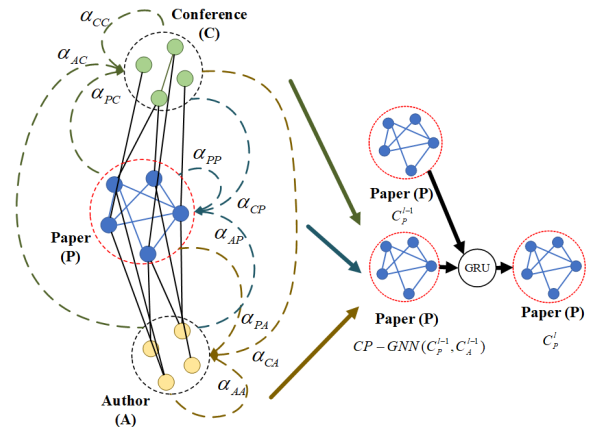 α_CC
Conference
(C)
α_AC
α_PC
α_PP
α_CP
α_AP
Paper
(P)
α_PA
α_CA
α_AA
Author
(A)
Paper (P)
C_P^{l-1}
GRU
Paper (P)
CP-GNN(C_P^{l-1}, C_A^{l-1})
Paper (P)
C_P^l